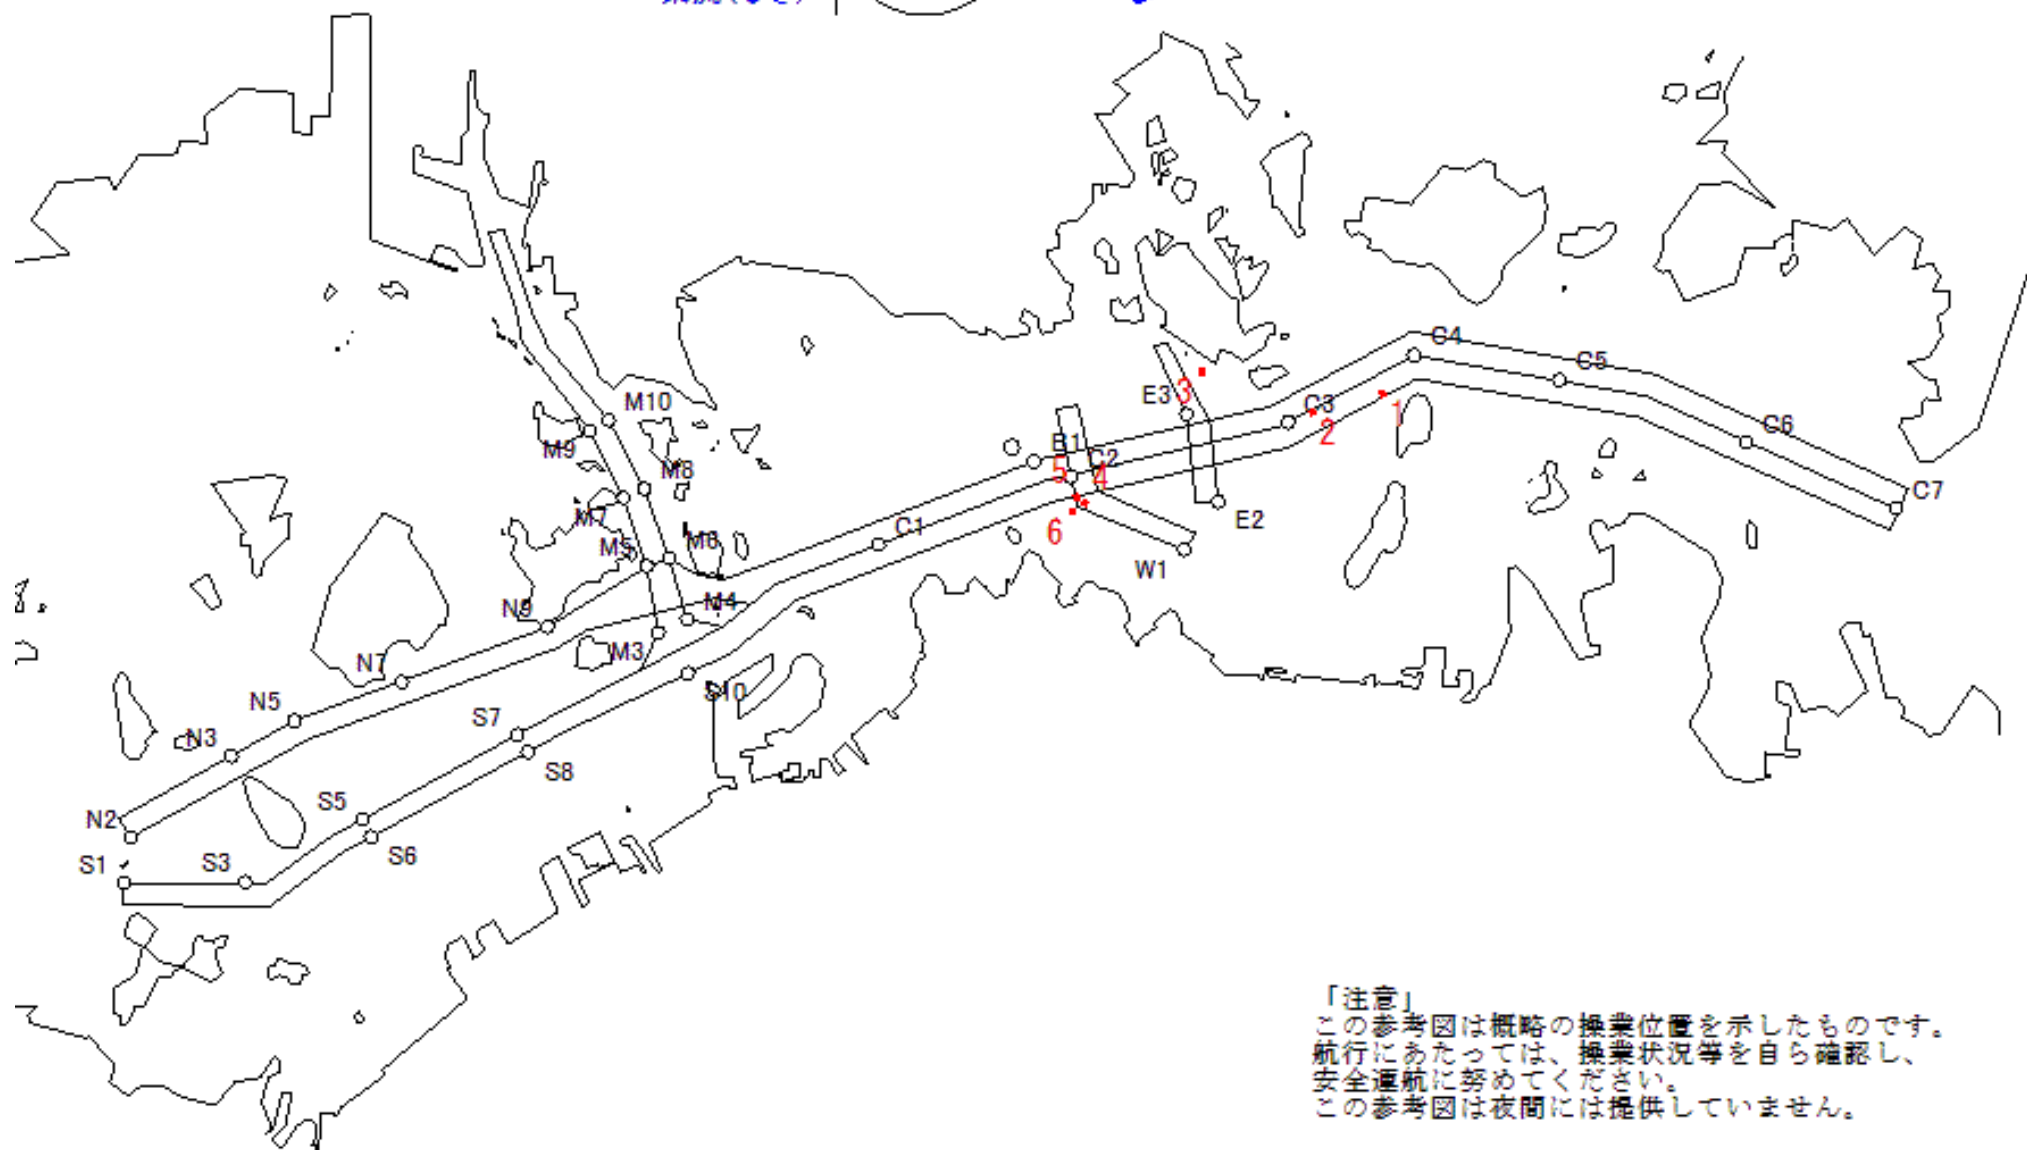 C4
C5
M10
E3
3
C3
1
2
C6
M9
B1
M8
5
C2
4
C7
M7
6
E2
C1
M5
M6
W1
N9
M4
M3
N7
S10
N5
S7
N3
S8
S5
N2
S6
S1
S3
「注意」
この参考図は概略の操業位置を示したものです。
航行にあたっては、操業状況等を自ら確認し、
安全運航に努めてください。
この参考図は夜間には提供していません。